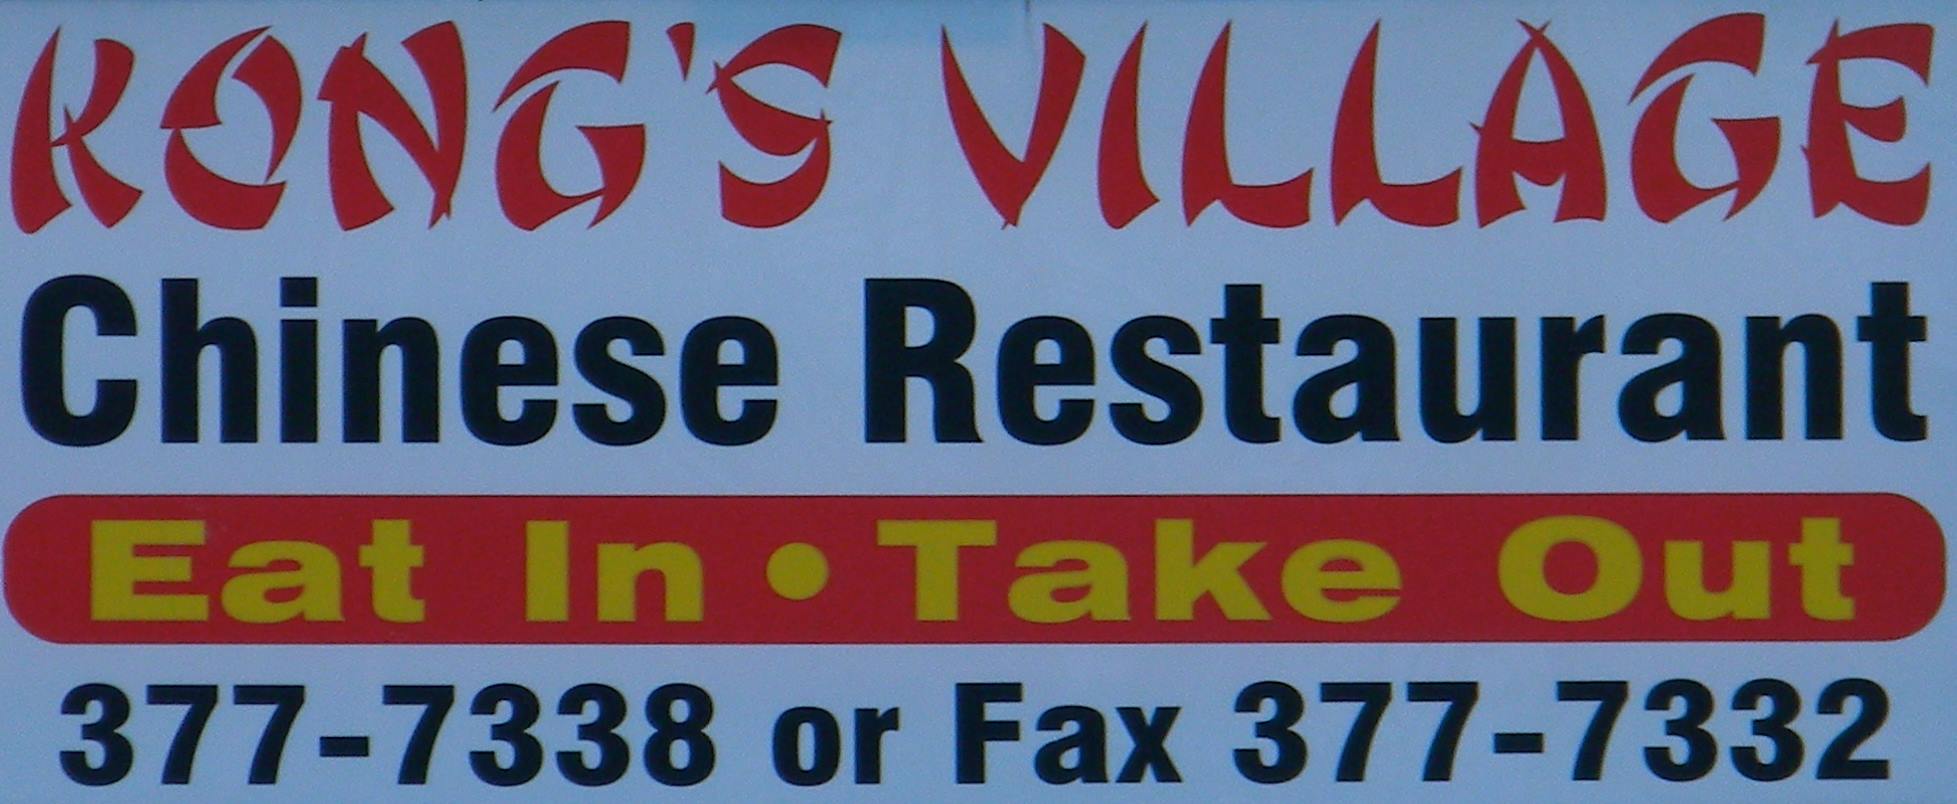 KONG'S VILLAGE
Chinese Restaurant
Eat In • Take Out
377-7338 or Fax 377-7332